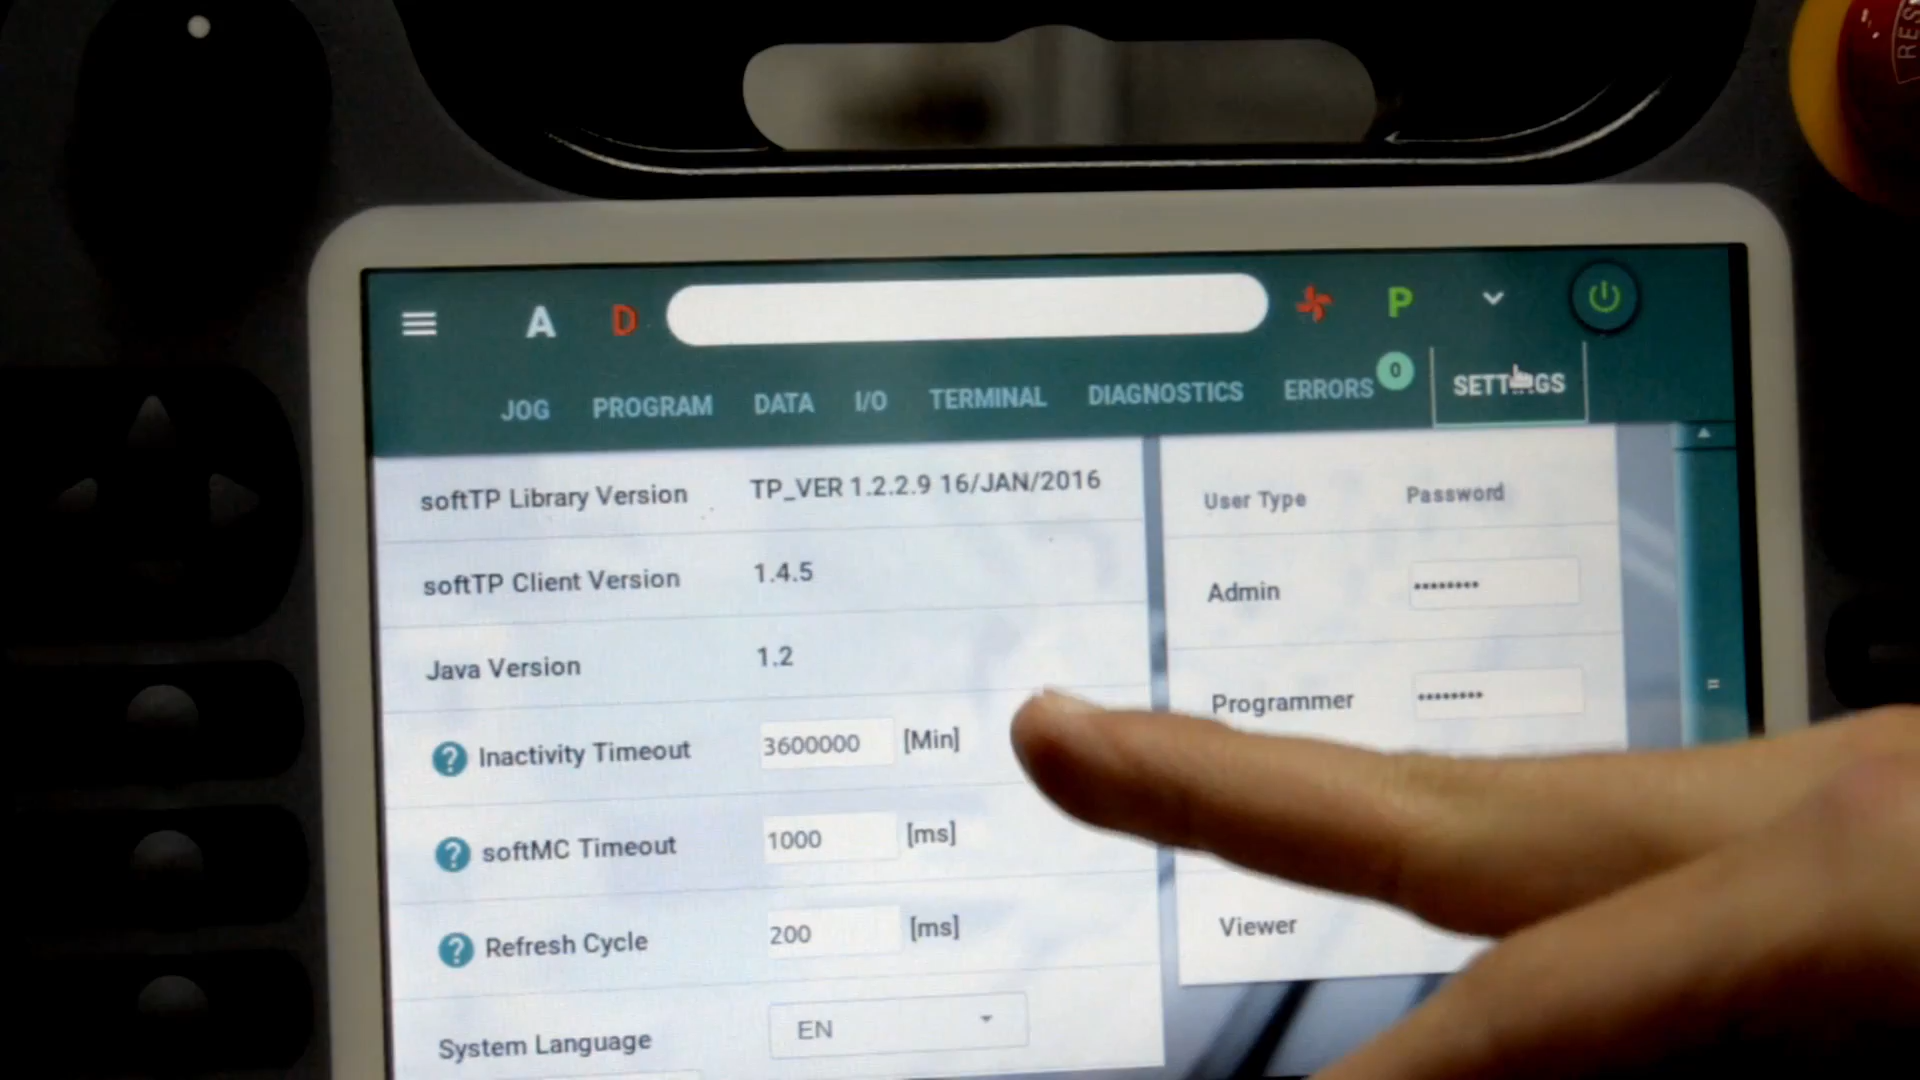 RES
A D P
JOG PROGRAM DATA I/O TERMINAL DIAGNOSTICS ERRORS 0 SETTINGS
softTP Library Version TP_VER 1.2.2.9 16/JAN/2016
softTP Client Version 1.4.5
Java Version 1.2
? Inactivity Timeout 3600000 [Min]
? softMC Timeout 1000 [ms]
? Refresh Cycle 200 [ms]
System Language EN
User Type Password
Admin ••••••••
Programmer ••••••••
Viewer